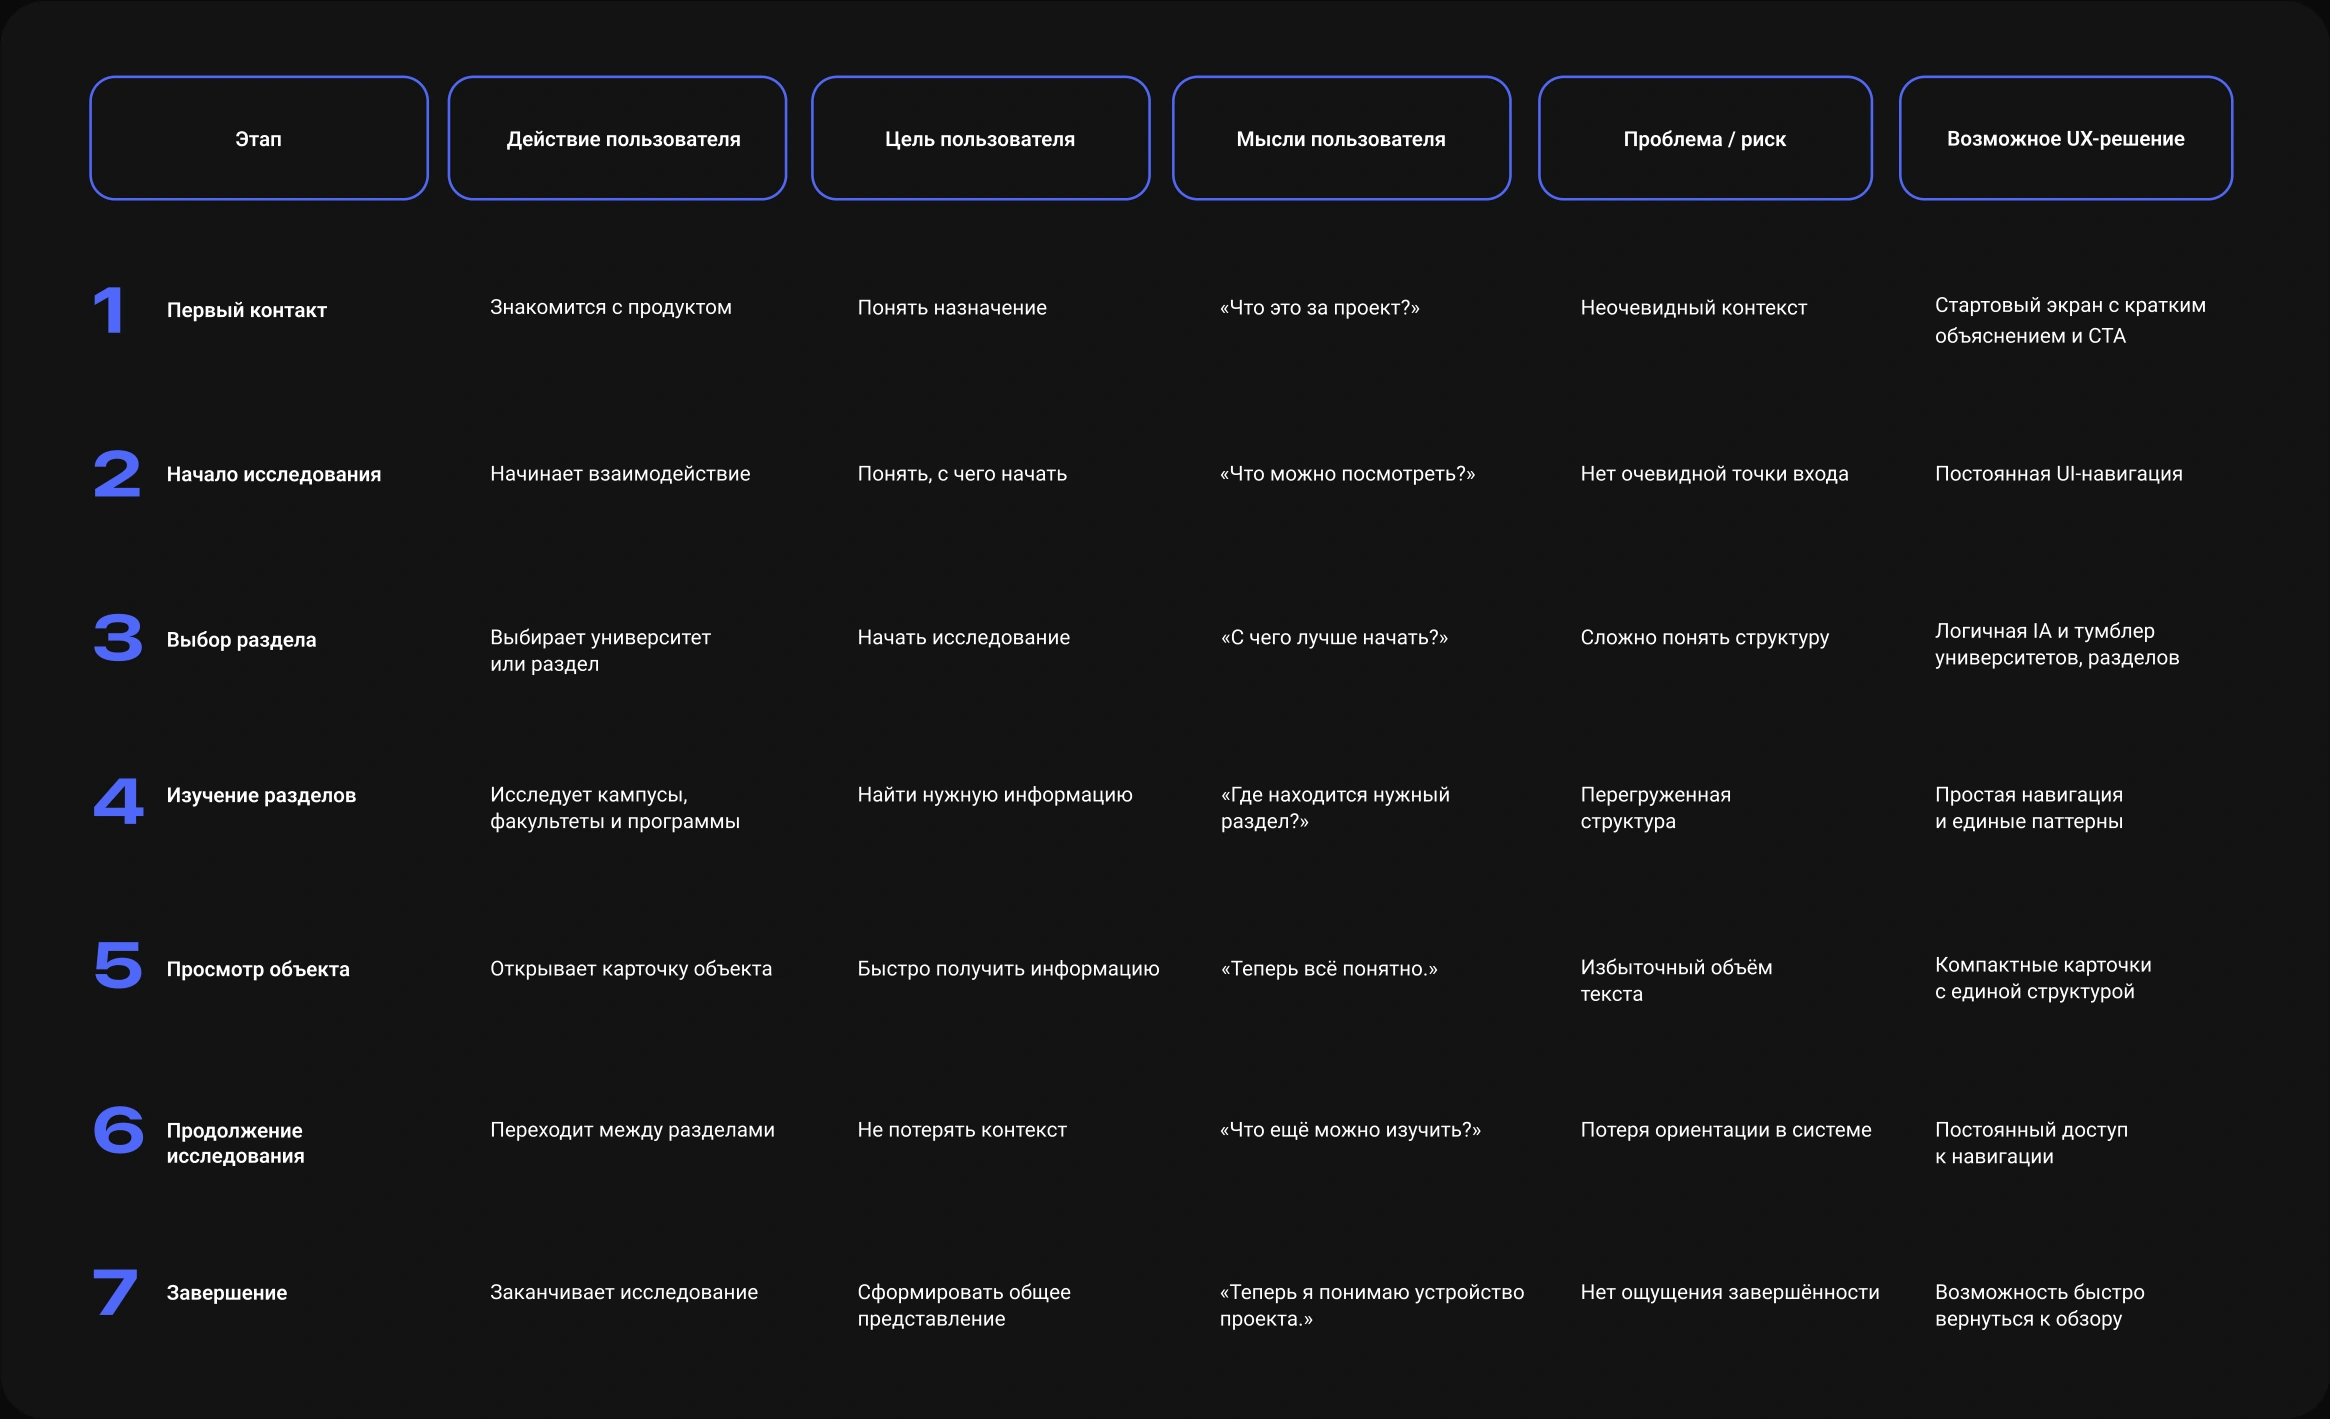 Этап
Действие пользователя
Цель пользователя
Мысли пользователя
Проблема / риск
Возможное UX-решение
1
Первый контакт
Знакомится с продуктом
Понять назначение
«Что это за проект?»
Неочевидный контекст
Стартовый экран с кратким
объяснением и CTA
2
Начало исследования
Начинает взаимодействие
Понять, с чего начать
«Что можно посмотреть?»
Нет очевидной точки входа
Постоянная UI-навигация
3
Выбор раздела
Выбирает университет
или раздел
Начать исследование
«С чего лучше начать?»
Сложно понять структуру
Логичная IA и тумблер
университетов, разделов
4
Изучение разделов
Исследует кампусы,
факультеты и программы
Найти нужную информацию
«Где находится нужный
раздел?»
Перегруженная
структура
Простая навигация
и единые паттерны
5
Просмотр объекта
Открывает карточку объекта
Быстро получить информацию
«Теперь всё понятно.»
Избыточный объём
текста
Компактные карточки
с единой структурой
6
Продолжение
исследования
Переходит между разделами
Не потерять контекст
«Что ещё можно изучить?»
Потеря ориентации в системе
Постоянный доступ
к навигации
7
Завершение
Заканчивает исследование
Сформировать общее
представление
«Теперь я понимаю устройство
проекта.»
Нет ощущения завершённости
Возможность быстро
вернуться к обзору